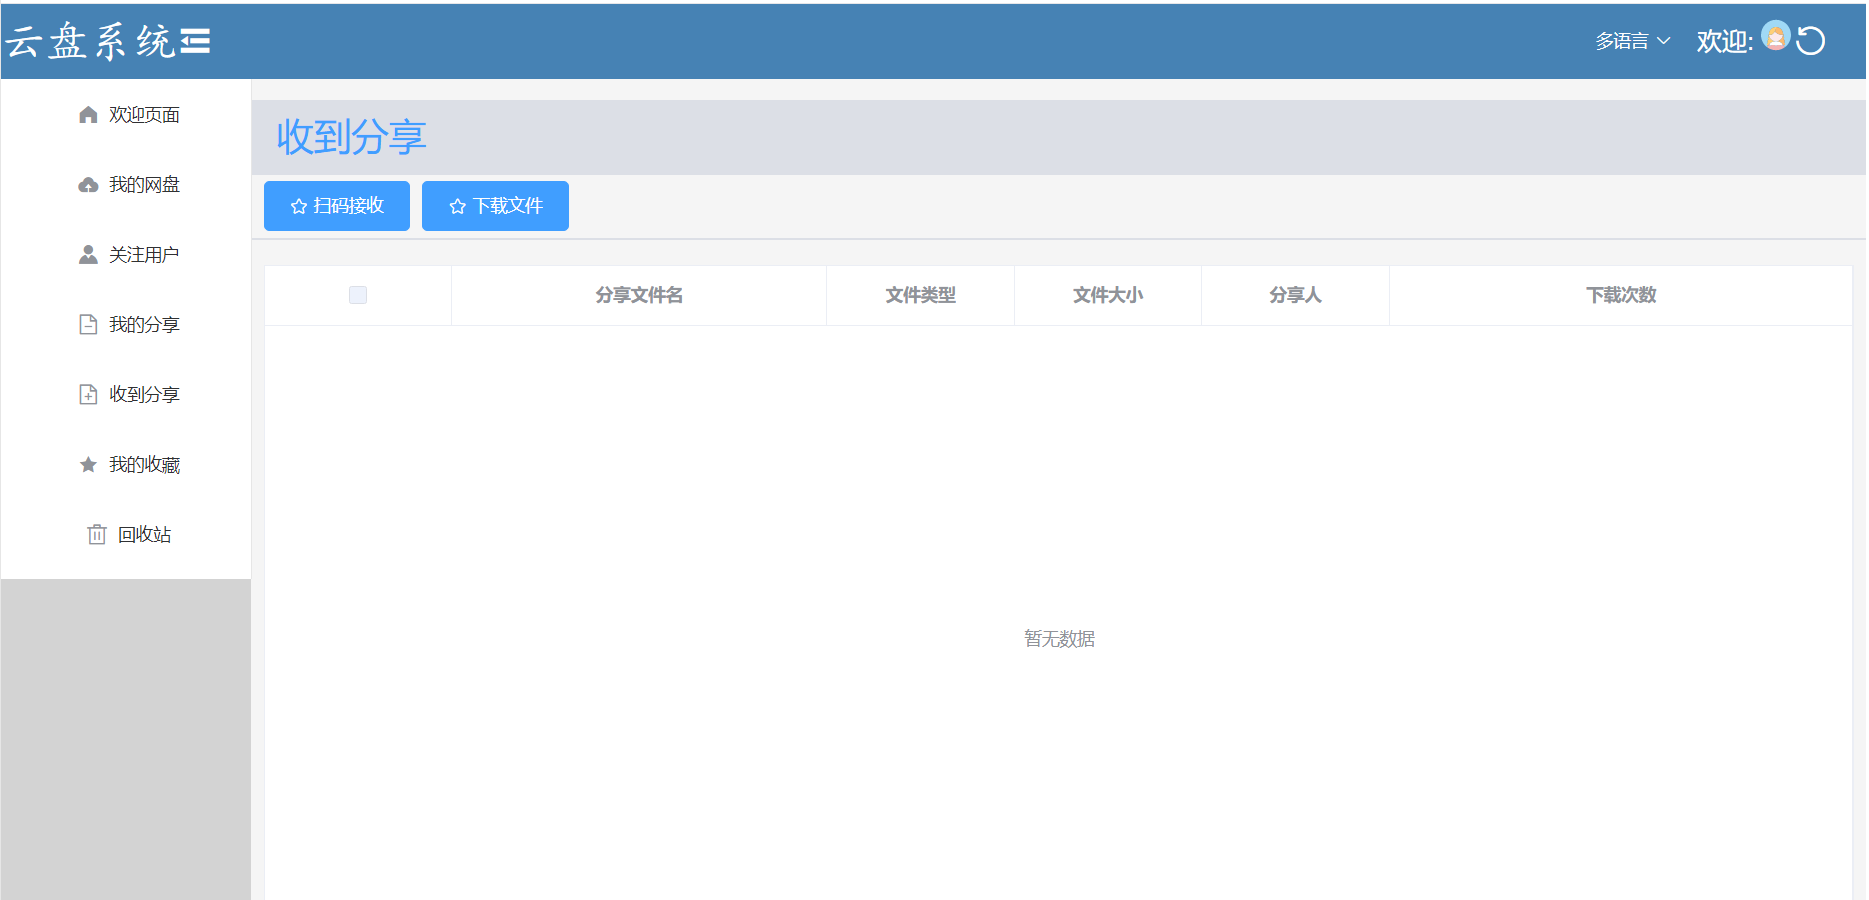 云盘系统
多语言
欢迎:
欢迎页面
我的网盘
关注用户
我的分享
收到分享
我的收藏
回收站
收到分享
扫码接收
下载文件
分享文件名 文件类型 文件大小 分享人 下载次数
暂无数据